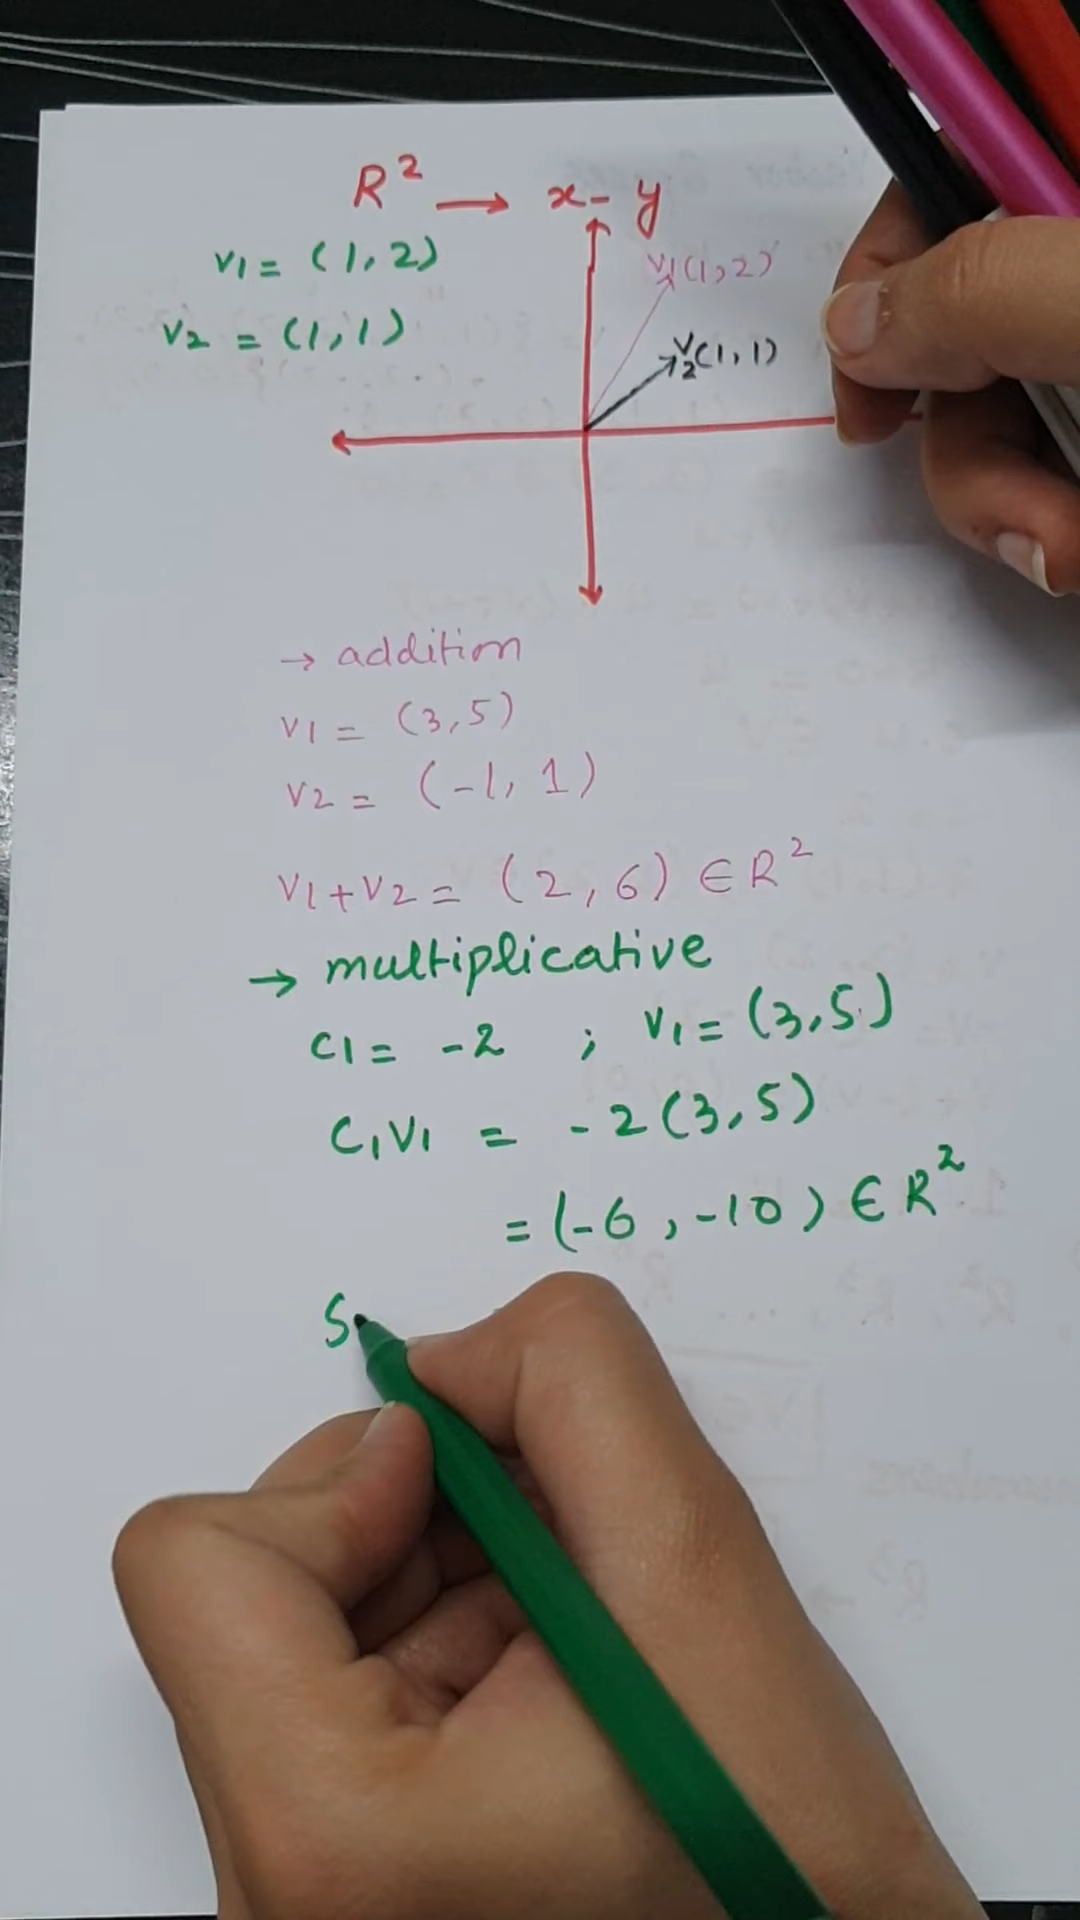 R² → x - y
v1 = (1, 2)
v1(1, 2)
v2 = (1, 1)
v2(1, 1)
→ addition
v1 = (3, 5)
v2 = (-1, 1)
v1 + v2 = (2, 6) ∈ R²
→ multiplicative
c1 = -2 ; v1 = (3, 5)
c1v1 = -2 (3, 5)
= (-6, -10) ∈ R²
S